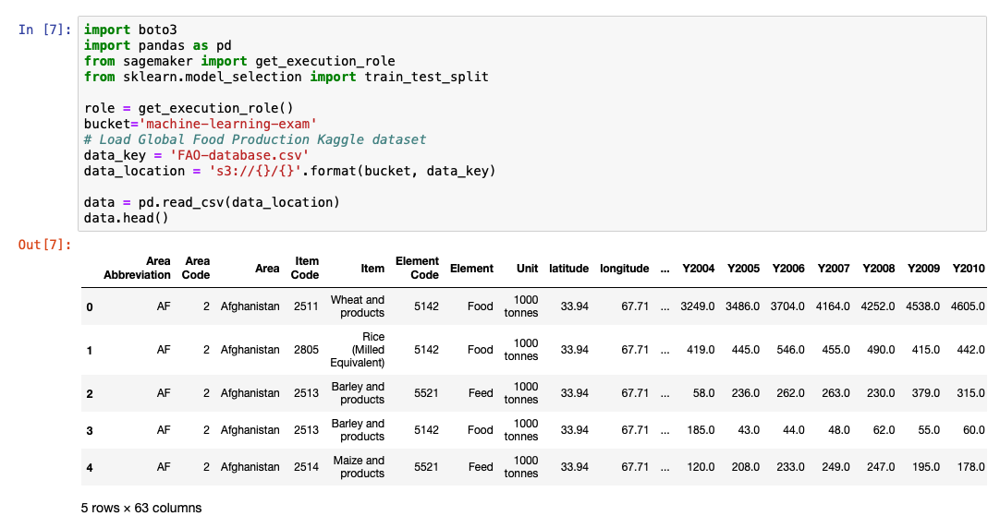 In [7]: import boto3
import pandas as pd
from sagemaker import get_execution_role
from sklearn.model_selection import train_test_split
role = get_execution_role()
bucket='machine-learning-exam'
# Load Global Food Production Kaggle dataset
data_key = 'FAO-database.csv'
data_location = 's3://{}/{}'.format(bucket, data_key)
data = pd.read_csv(data_location)
data.head()
Out[7]:
Area Abbreviation Area Code Area Item Code Item Element Code Element Unit latitude longitude ... Y2004 Y2005 Y2006 Y2007 Y2008 Y2009 Y2010
0 AF 2 Afghanistan 2511 Wheat and products 5142 Food 1000 tonnes 33.94 67.71 ... 3249.0 3486.0 3704.0 4164.0 4252.0 4538.0 4605.0
1 AF 2 Afghanistan 2805 Rice (Milled Equivalent) 5142 Food 1000 tonnes 33.94 67.71 ... 419.0 445.0 546.0 455.0 490.0 415.0 442.0
2 AF 2 Afghanistan 2513 Barley and products 5521 Feed 1000 tonnes 33.94 67.71 ... 58.0 236.0 262.0 263.0 230.0 379.0 315.0
3 AF 2 Afghanistan 2513 Barley and products 5142 Food 1000 tonnes 33.94 67.71 ... 185.0 43.0 44.0 48.0 62.0 55.0 60.0
4 AF 2 Afghanistan 2514 Maize and products 5521 Feed 1000 tonnes 33.94 67.71 ... 120.0 208.0 233.0 249.0 247.0 195.0 178.0
5 rows × 63 columns